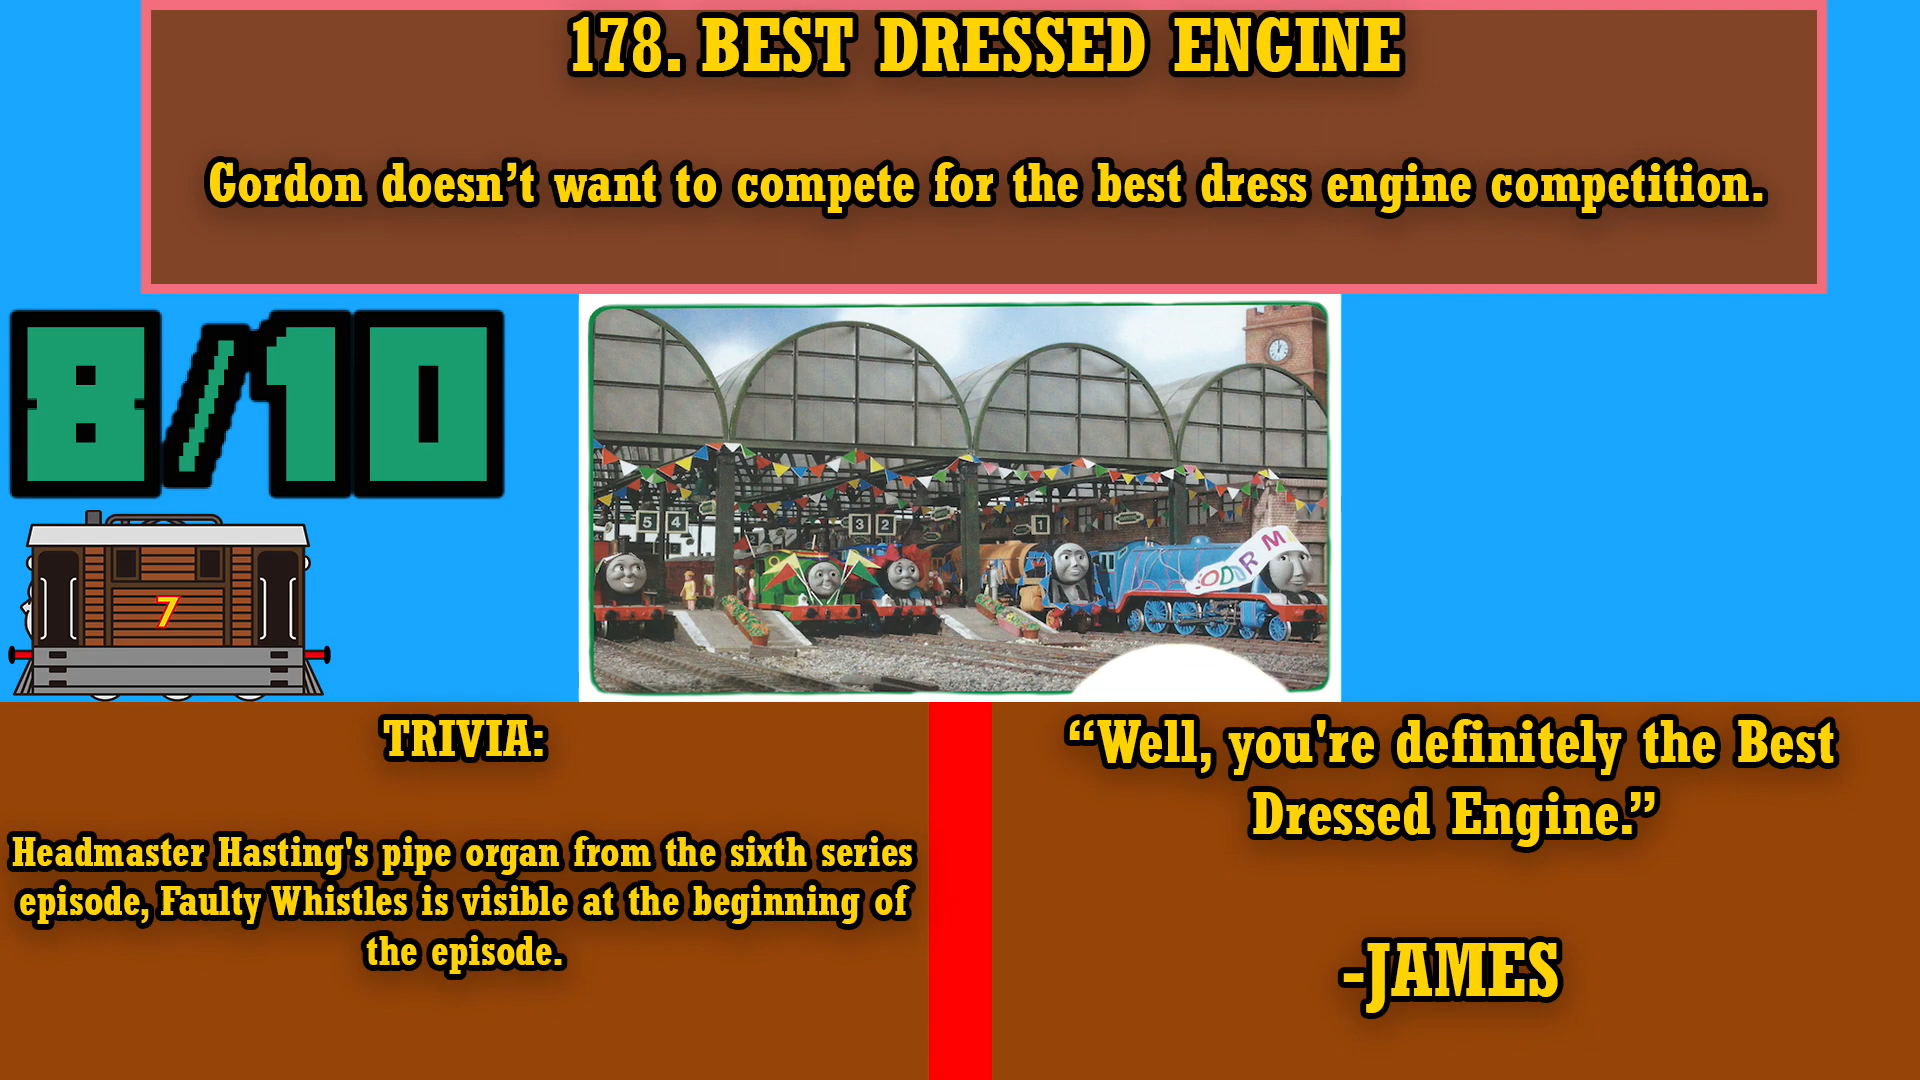 178. BEST DRESSED ENGINE
Gordon doesn’t want to compete for the best dress engine competition.
8/10
5 4
3 2
1
ODOR M
7
TRIVIA:
Headmaster Hasting's pipe organ from the sixth series
episode, Faulty Whistles is visible at the beginning of
the episode.
“Well, you're definitely the Best
Dressed Engine.”
-JAMES